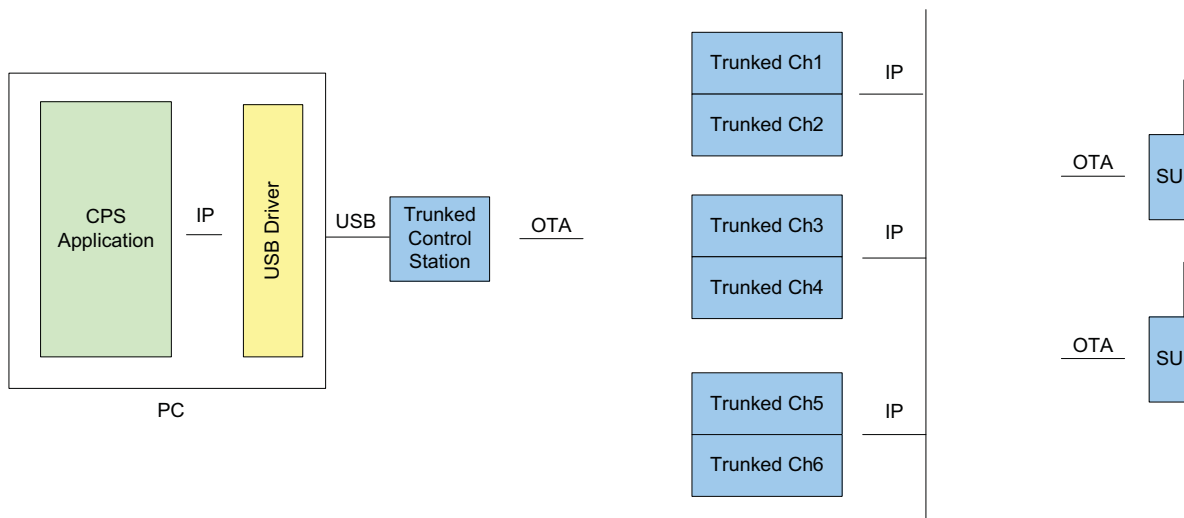 CPS
Application
IP
USB Driver
PC
USB
Trunked
Control
Station
OTA
Trunked Ch1
Trunked Ch2
IP
Trunked Ch3
Trunked Ch4
IP
Trunked Ch5
Trunked Ch6
IP
OTA
SU
OTA
SU